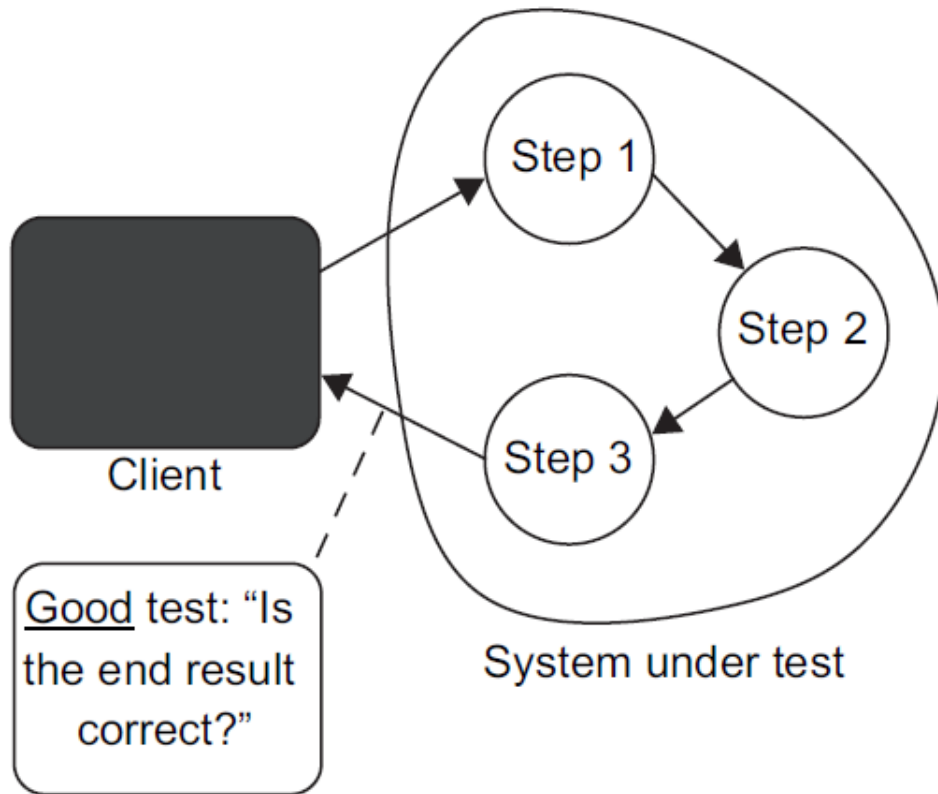 Step 1
Step 2
Step 3
Client
Good test: “Is
the end result
correct?”
System under test